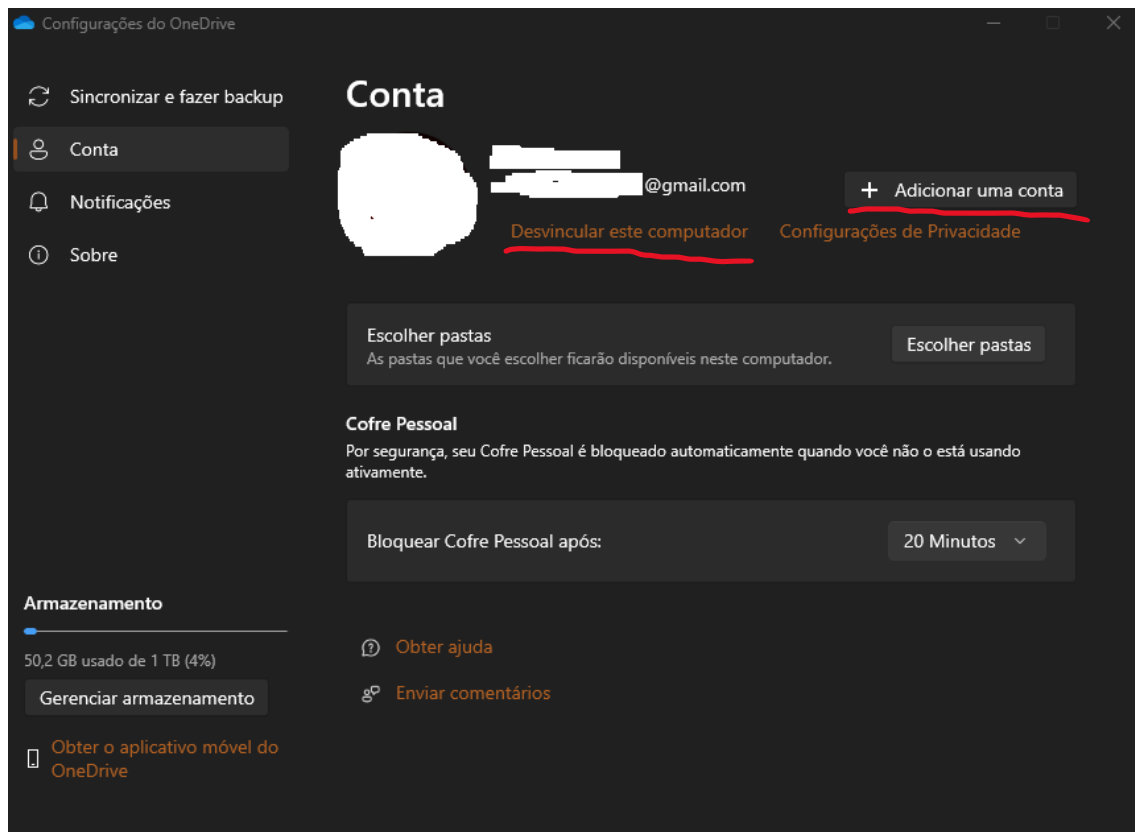 Configurações do OneDrive
Sincronizar e fazer backup
Conta
Notificações
Sobre
Armazenamento
50,2 GB usado de 1 TB (4%)
Gerenciar armazenamento
Obter o aplicativo móvel do
OneDrive
Conta
@gmail.com
Adicionar uma conta
Desvincular este computador
Configurações de Privacidade
Escolher pastas
As pastas que você escolher ficarão disponíveis neste computador.
Escolher pastas
Cofre Pessoal
Por segurança, seu Cofre Pessoal é bloqueado automaticamente quando você não o está usando
ativamente.
Bloquear Cofre Pessoal após:
20 Minutos
Obter ajuda
Enviar comentários